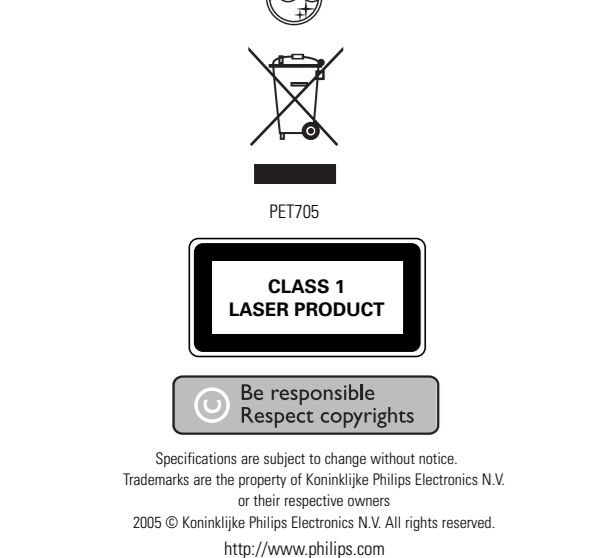 PET705
CLASS 1
LASER PRODUCT
Be responsible
Respect copyrights
Specifications are subject to change without notice.
Trademarks are the property of Koninklijke Philips Electronics N.V.
or their respective owners
2005 © Koninklijke Philips Electronics N.V. All rights reserved.
http://www.philips.com